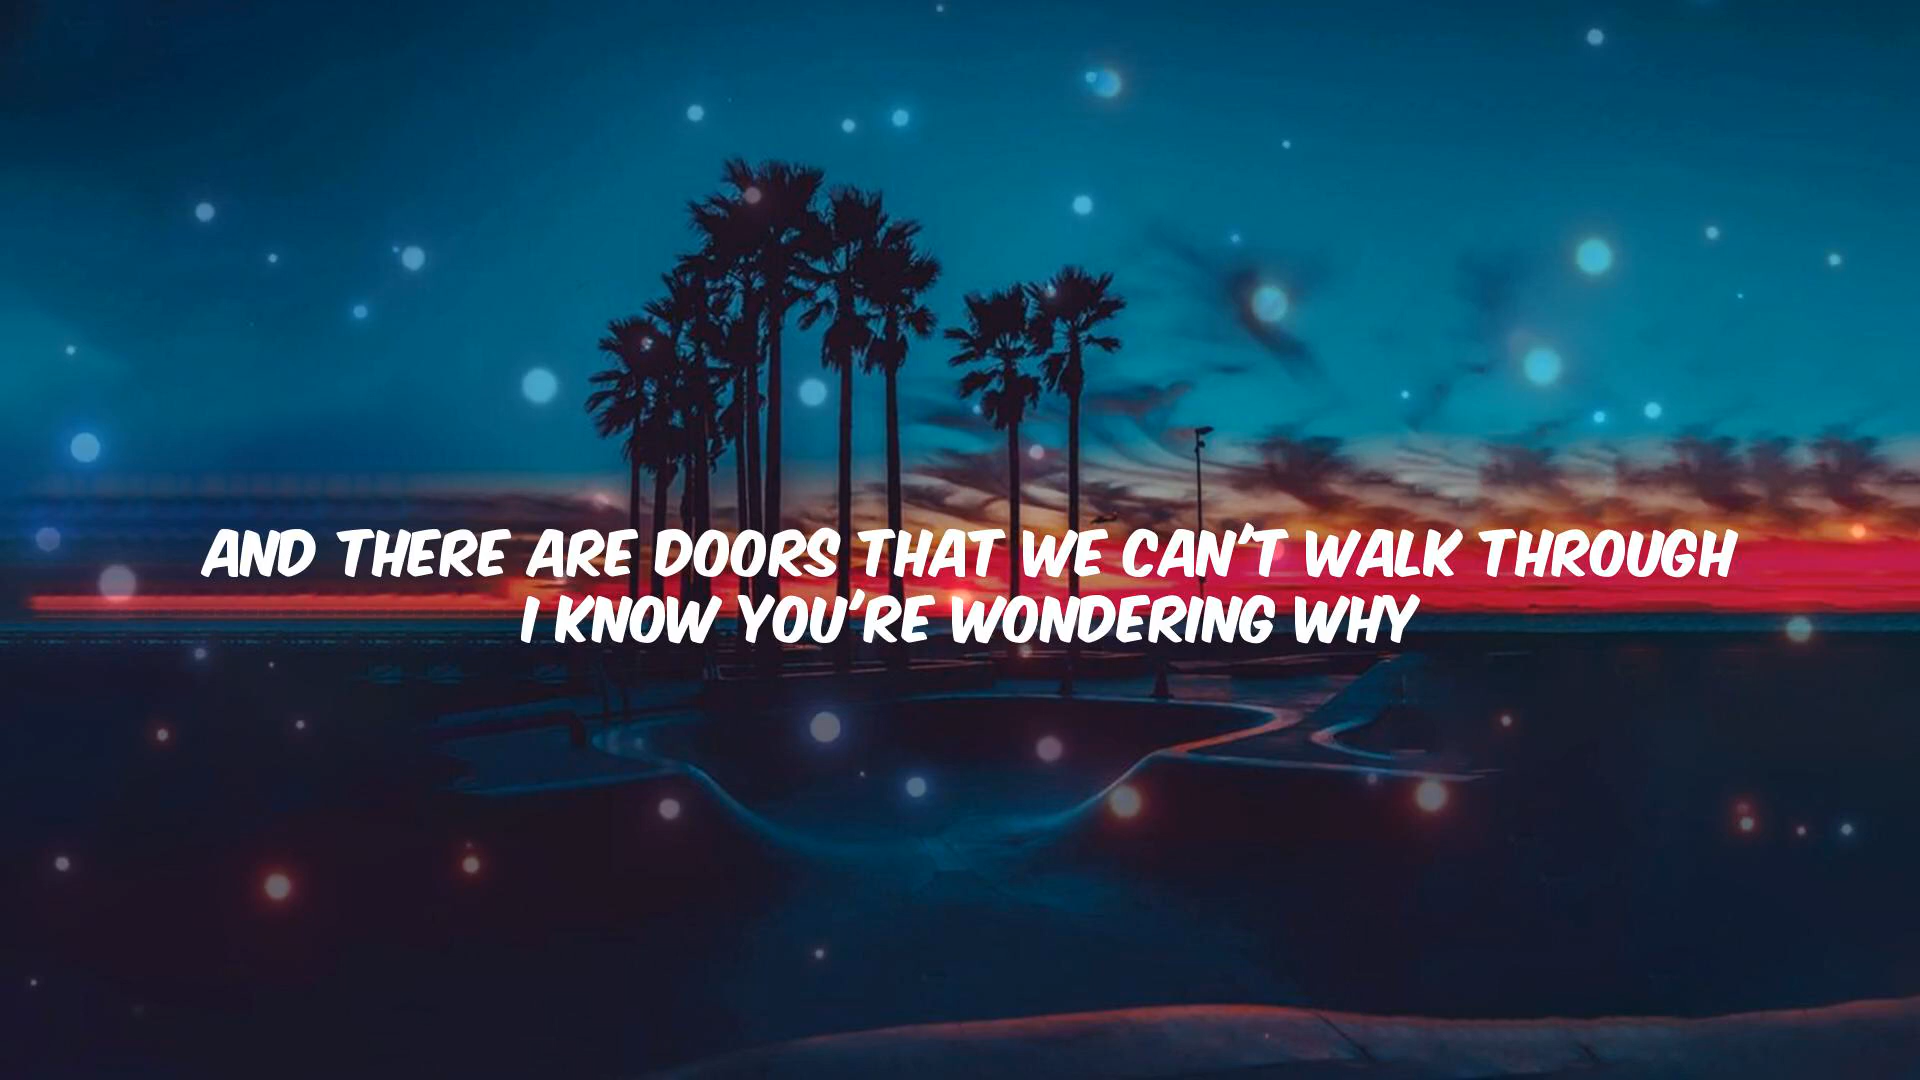 AND THERE ARE DOORS THAT WE CAN'T WALK THROUGH
I KNOW YOU'RE WONDERING WHY